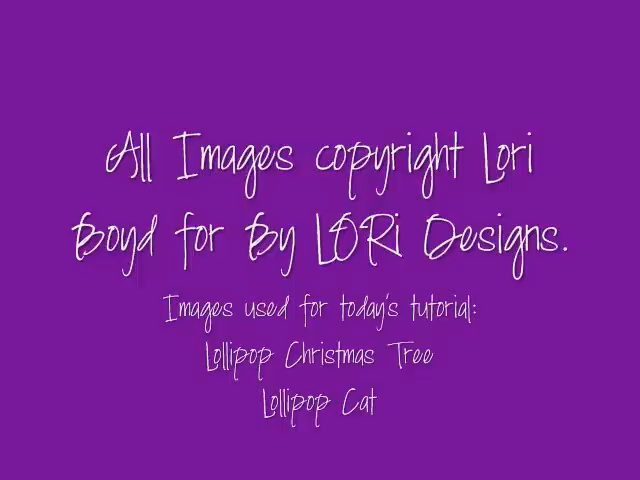 All Images copyright Lori
Boyd for By LORi Designs.
Images used for today's tutorial:
Lollipop Christmas Tree
Lollipop Cat